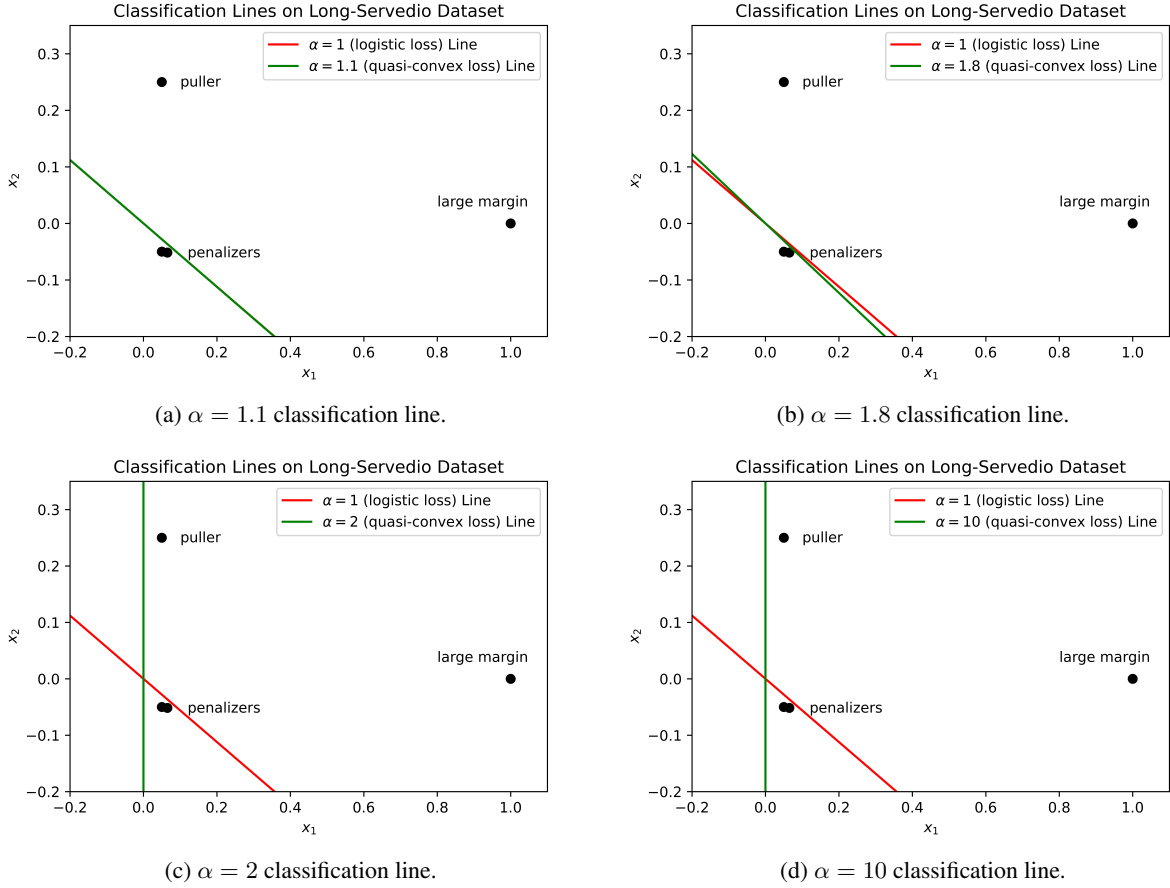 Classification Lines on Long-Servedio Dataset
α = 1 (logistic loss) Line
α = 1.1 (quasi-convex loss) Line
0.3
0.2
0.1
0.0
−0.1
−0.2
x₂
puller
large margin
penalizers
−0.2 0.0 0.2 0.4 0.6 0.8 1.0
x₁
(a) α = 1.1 classification line.
Classification Lines on Long-Servedio Dataset
α = 1 (logistic loss) Line
α = 1.8 (quasi-convex loss) Line
0.3
0.2
0.1
0.0
−0.1
−0.2
x₂
puller
large margin
penalizers
−0.2 0.0 0.2 0.4 0.6 0.8 1.0
x₁
(b) α = 1.8 classification line.
Classification Lines on Long-Servedio Dataset
α = 1 (logistic loss) Line
α = 2 (quasi-convex loss) Line
0.3
0.2
0.1
0.0
−0.1
−0.2
x₂
puller
large margin
penalizers
−0.2 0.0 0.2 0.4 0.6 0.8 1.0
x₁
(c) α = 2 classification line.
Classification Lines on Long-Servedio Dataset
α = 1 (logistic loss) Line
α = 10 (quasi-convex loss) Line
0.3
0.2
0.1
0.0
−0.1
−0.2
x₂
puller
large margin
penalizers
−0.2 0.0 0.2 0.4 0.6 0.8 1.0
x₁
(d) α = 10 classification line.